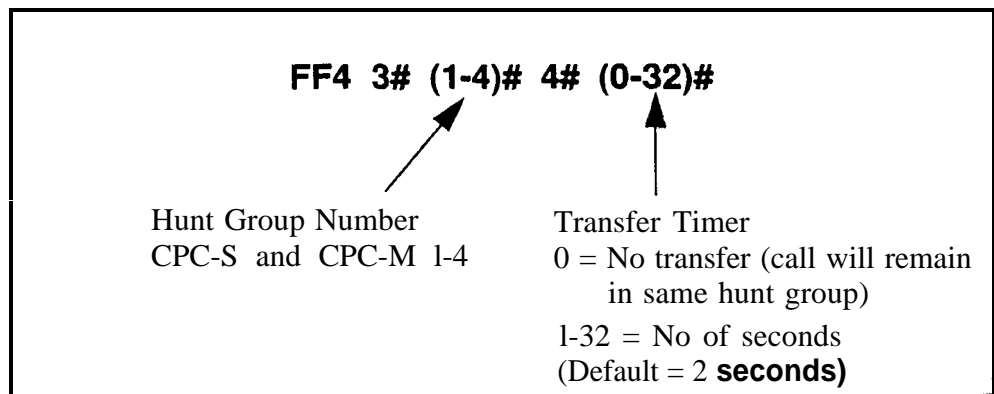 FF4 3# (1-4)# 4# (0-32)#
Hunt Group Number
CPC-S and CPC-M l-4
Transfer Timer
0 = No transfer (call will remain
in same hunt group)
l-32 = No of seconds
(Default = 2 seconds)